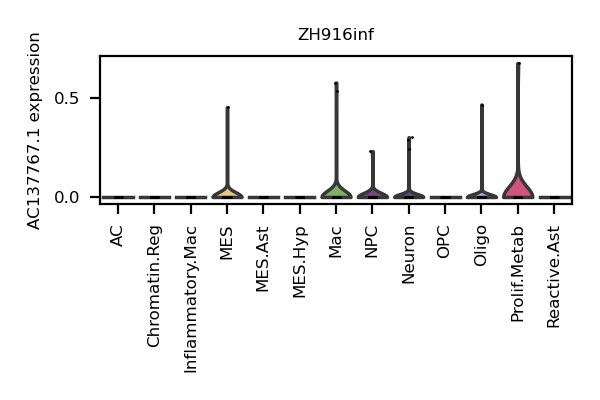 ZH916inf
AC137767.1 expression
0.5
0.0
AC
Chromatin.Reg
Inflammatory.Mac
MES
MES.Ast
MES.Hyp
Mac
NPC
Neuron
OPC
Oligo
Prolif.Metab
Reactive.Ast